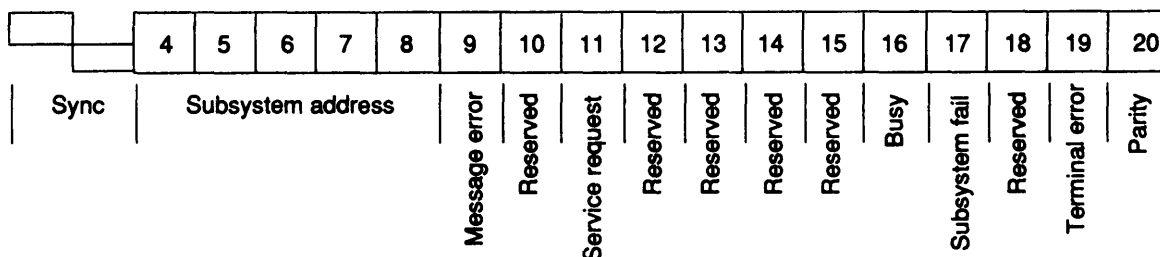 4 5 6 7 8 9 10 11 12 13 14 15 16 17 18 19 20
Sync
Subsystem address
Message error
Reserved
Service request
Reserved
Reserved
Reserved
Reserved
Busy
Subsystem fail
Reserved
Terminal error
Parity